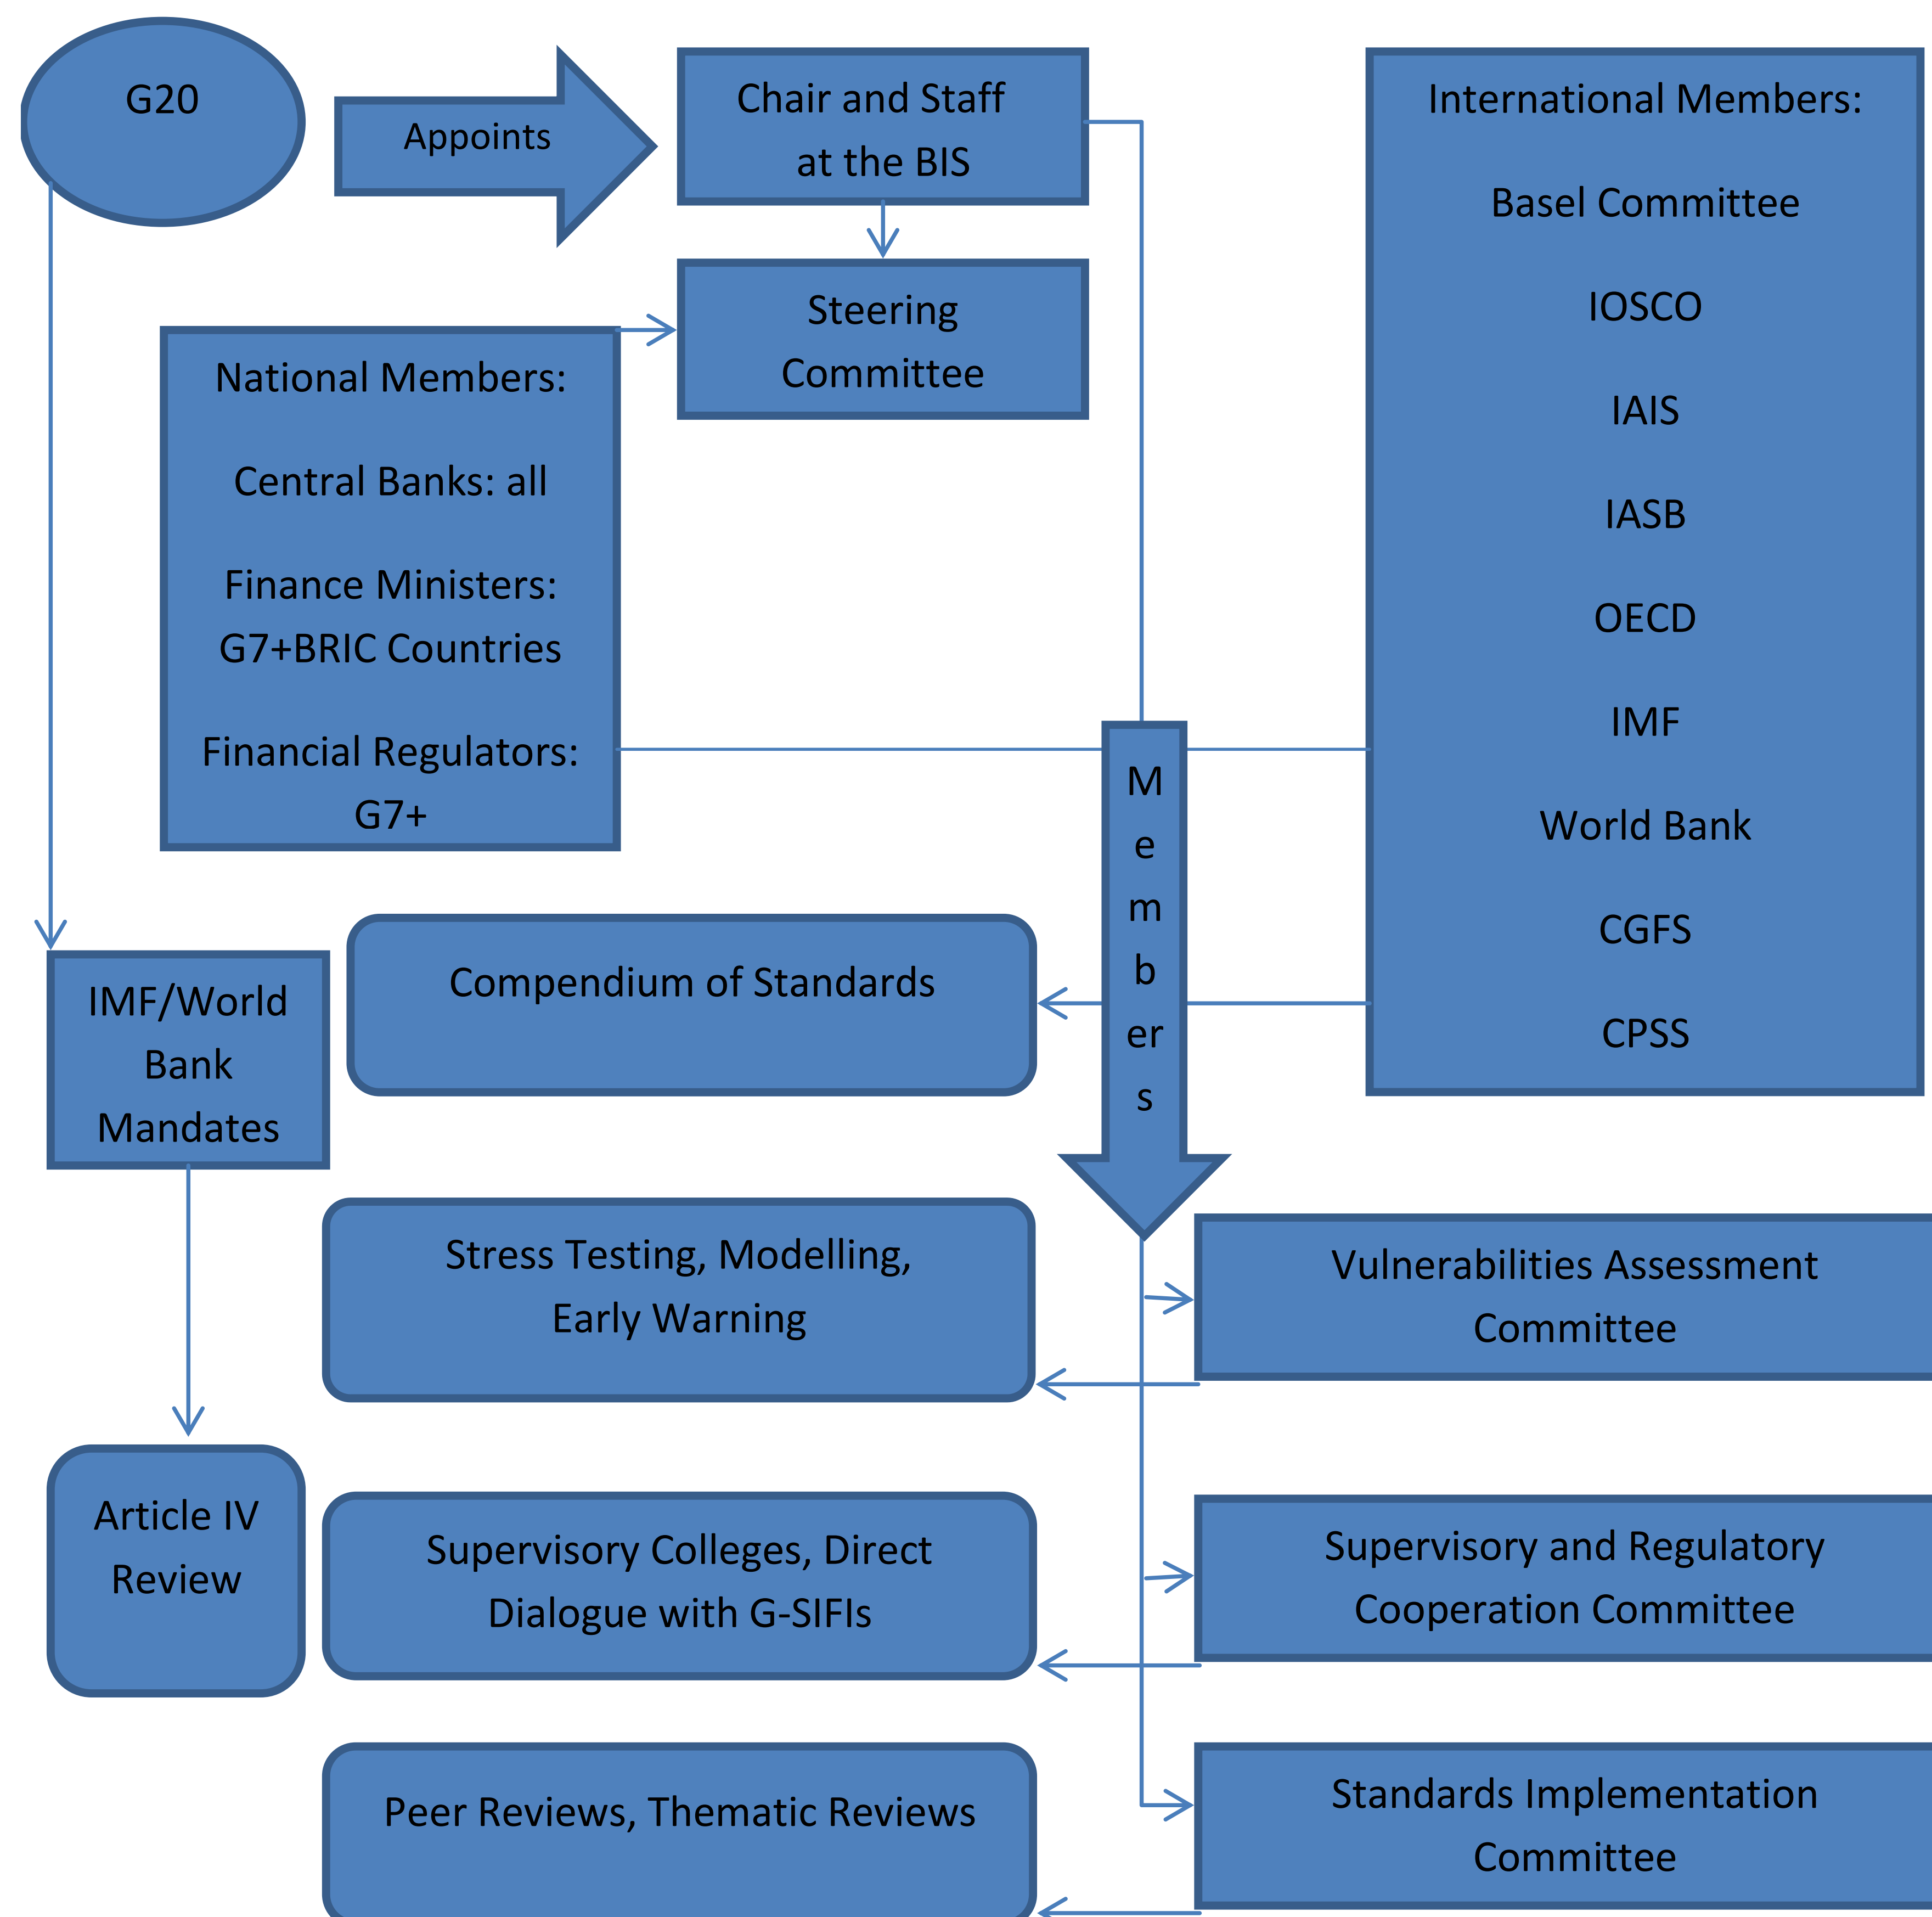 G20
Appoints
Chair and Staff
at the BIS
Steering
Committee
International Members:
Basel Committee
IOSCO
IAIS
IASB
OECD
IMF
World Bank
CGFS
CPSS
National Members:
Central Banks: all
Finance Ministers:
G7+BRIC Countries
Financial Regulators:
G7+
M
e
m
b
er
s
IMF/World
Bank
Mandates
Compendium of Standards
Stress Testing, Modelling,
Early Warning
Vulnerabilities Assessment
Committee
Article IV
Review
Supervisory Colleges, Direct
Dialogue with G-SIFIs
Supervisory and Regulatory
Cooperation Committee
Peer Reviews, Thematic Reviews
Standards Implementation
Committee